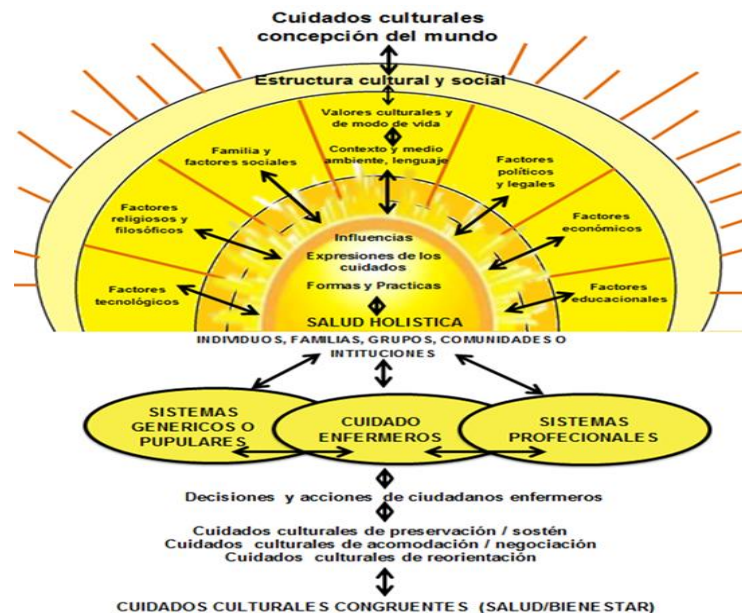 Cuidados culturales
concepción del mundo
Estructura cultural y social
Valores culturales y
de modo de vida
Contexto y medio
ambiente, lenguaje
Familia y
factores sociales
Factores
políticos
y legales
Factores
religiosos y
filosóficos
Factores
económicos
Factores
tecnológicos
Factores
educacionales
Influencias
Expresiones de los
cuidados
Formas y Practicas
SALUD HOLISTICA
INDIVIDUOS, FAMILIAS, GRUPOS, COMUNIDADES O
INTITUCIONES
SISTEMAS
GENERICOS O
PUPULARES
CUIDADO
ENFERMEROS
SISTEMAS
PROFECIONALES
Decisiones y acciones de ciudadanos enfermeros
Cuidados culturales de preservación / sostén
Cuidados culturales de acomodación / negociación
Cuidados culturales de reorientación
CUIDADOS CULTURALES CONGRUENTES (SALUD/BIENESTAR)